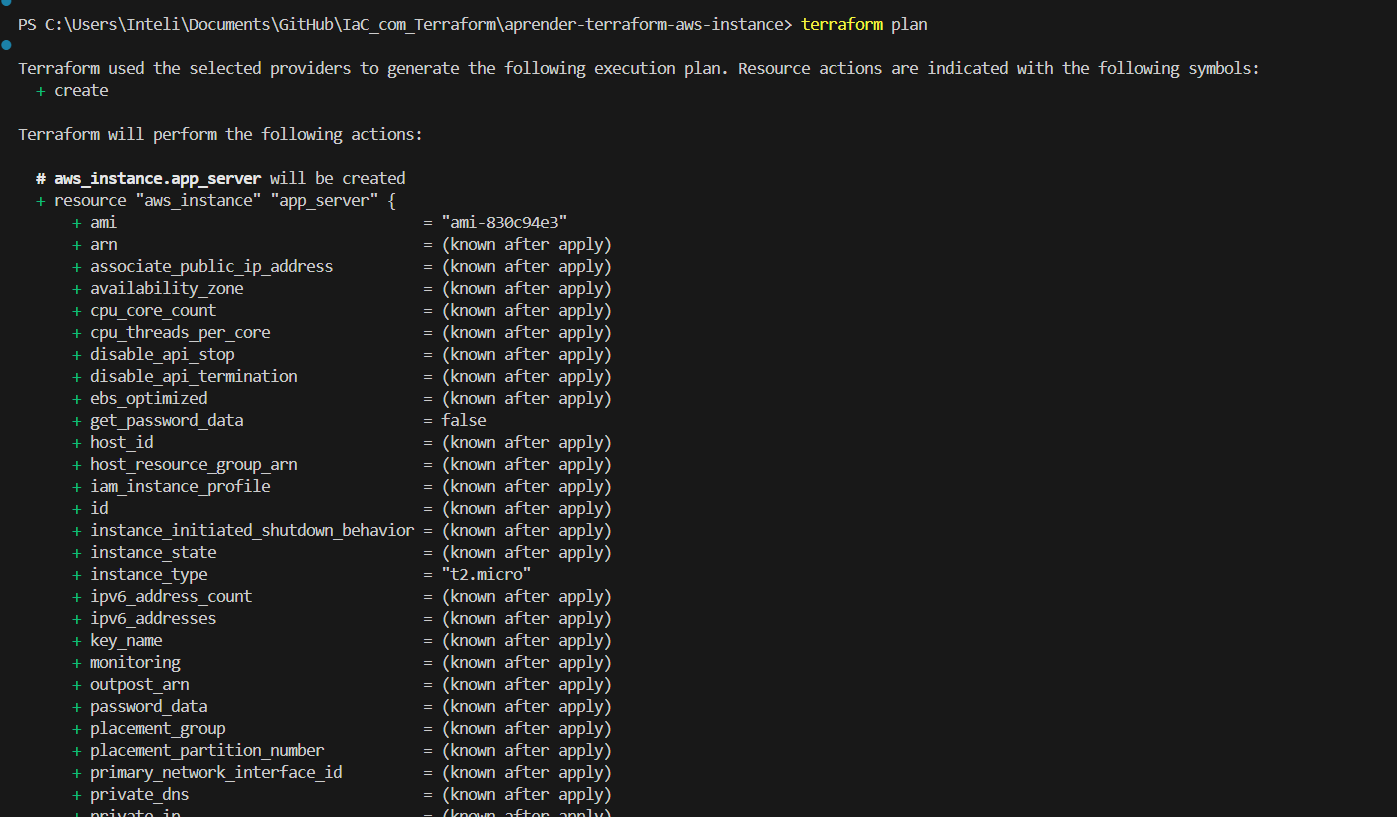 PS C:\Users\Inteli\Documents\GitHub\IaC_com_Terraform\aprender-terraform-aws-instance> terraform plan
Terraform used the selected providers to generate the following execution plan. Resource actions are indicated with the following symbols:
+ create
Terraform will perform the following actions:
# aws_instance.app_server will be created
+ resource "aws_instance" "app_server" {
+ ami = "ami-830c94e3"
+ arn = (known after apply)
+ associate_public_ip_address = (known after apply)
+ availability_zone = (known after apply)
+ cpu_core_count = (known after apply)
+ cpu_threads_per_core = (known after apply)
+ disable_api_stop = (known after apply)
+ disable_api_termination = (known after apply)
+ ebs_optimized = (known after apply)
+ get_password_data = false
+ host_id = (known after apply)
+ host_resource_group_arn = (known after apply)
+ iam_instance_profile = (known after apply)
+ id = (known after apply)
+ instance_initiated_shutdown_behavior = (known after apply)
+ instance_state = (known after apply)
+ instance_type = "t2.micro"
+ ipv6_address_count = (known after apply)
+ ipv6_addresses = (known after apply)
+ key_name = (known after apply)
+ monitoring = (known after apply)
+ outpost_arn = (known after apply)
+ password_data = (known after apply)
+ placement_group = (known after apply)
+ placement_partition_number = (known after apply)
+ primary_network_interface_id = (known after apply)
+ private_dns = (known after apply)
+ private_ip = (known after apply)